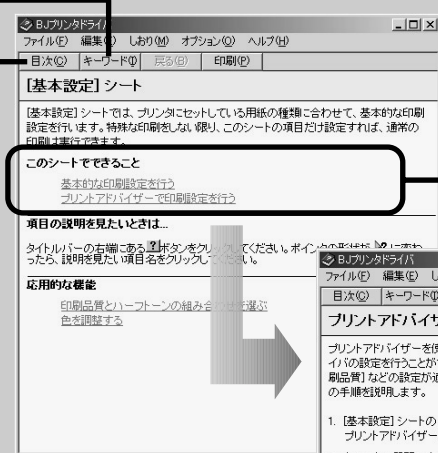 BJプリンタドライバ
ファイル(F) 編集(E) しおり(M) オプション(O) ヘルプ(H)
目次(C) キーワード(I) 戻る(B) 印刷(P)
[基本設定] シート
[基本設定] シートでは、プリンタにセットしている用紙の種類に合わせて、基本的な印刷
設定を行います。特殊な印刷をしない限り、このシートの項目だけ設定すれば、通常の
印刷は実行できます。
このシートでできること
基本的な印刷設定を行う
プリントアドバイザーで印刷設定を行う
項目の説明を見たいときは...
タイトルバーの右端にある ? ボタンをクリックしてください。ポインタの形状が ? に変わ
ったら、説明を見たい項目名をクリックしてください。
応用的な機能
印刷品質とハーフトーンの組み合わせを選ぶ
色を調整する
BJプリンタドライバ
ファイル(F) 編集(E)
目次(C) キーワード(I)
プリントアドバイザ
プリントアドバイザーを
イバの設定を行うことが
刷品質] などの設定が
の手順を説明します。
1. [基本設定] シートの
プリントアドバイザー